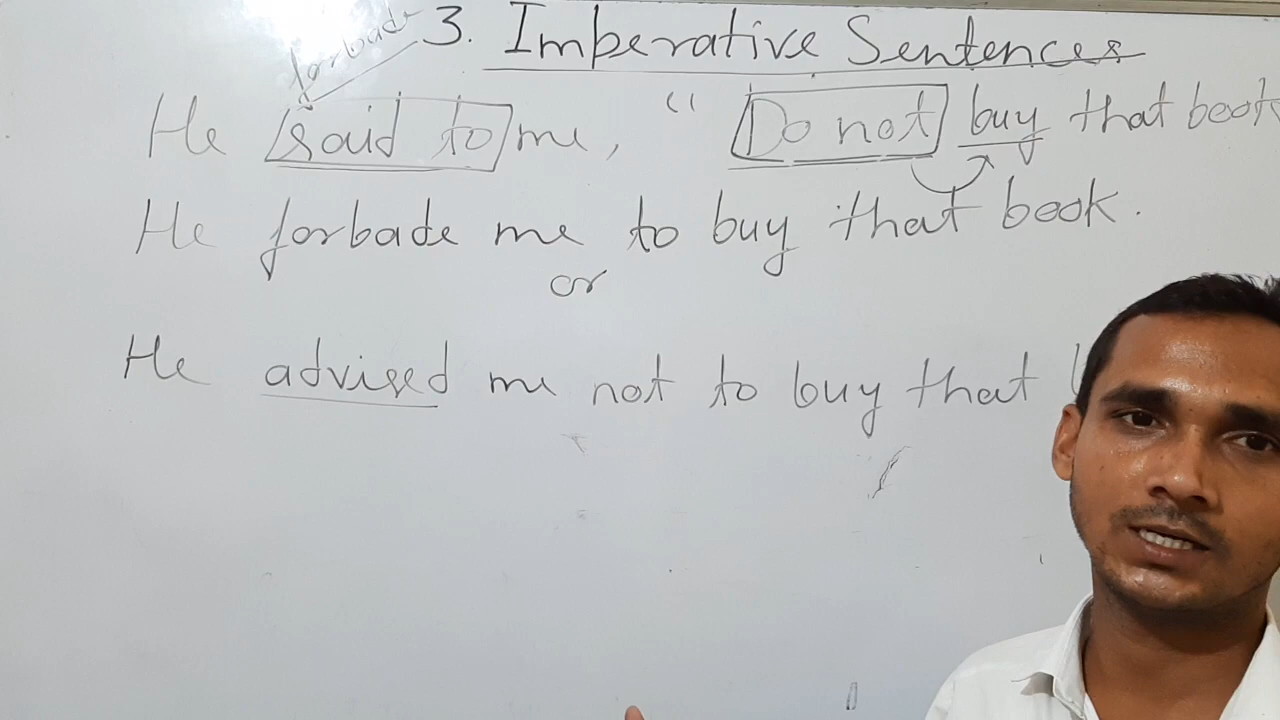 forbade
3. Imperative Sentences
He said to me, " Do not buy that book
He forbade me to buy that book.
or
He advised me not to buy that